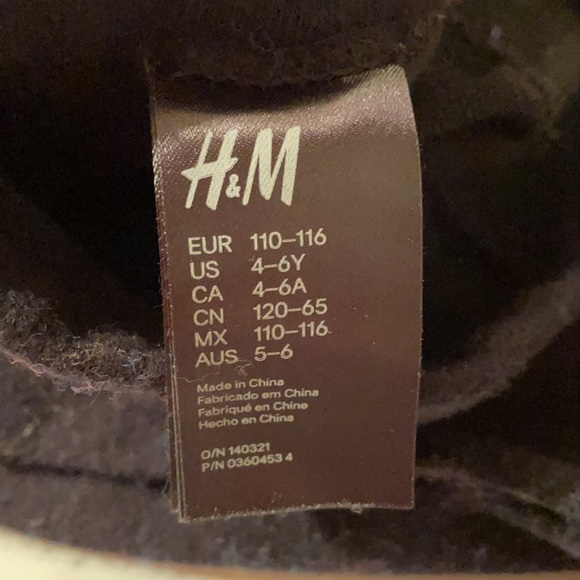 H&M
EUR 110–116
US 4–6Y
CA 4–6A
CN 120–65
MX 110–116
AUS 5–6
Made in China
Fabricado em China
Fabriqué en Chine
Hecho en China
O/N 140321
P/N 0360453 4